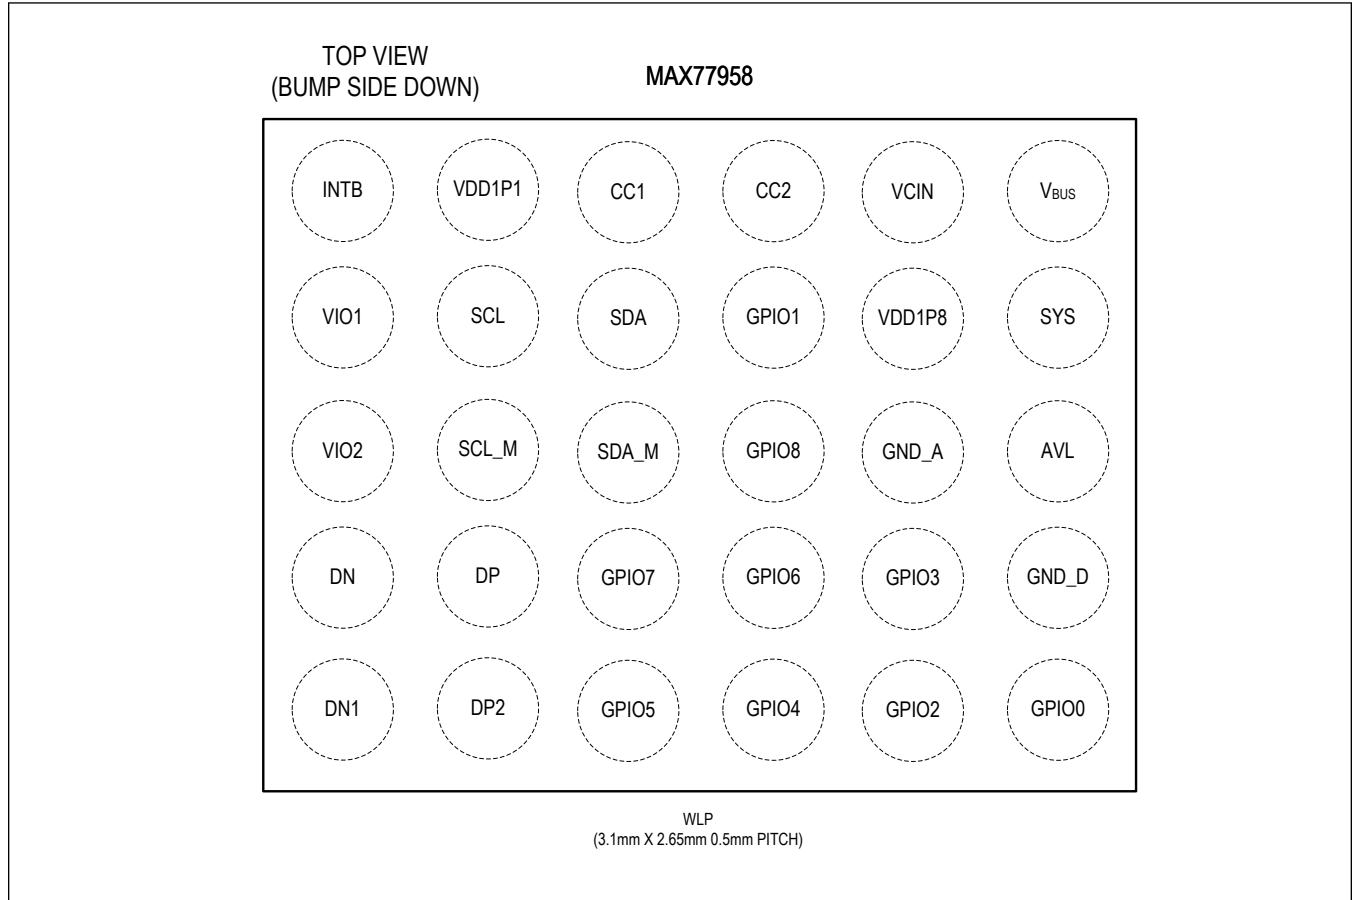 TOP VIEW
(BUMP SIDE DOWN)
MAX77958
INTB VDD1P1 CC1 CC2 VCIN VBUS
VIO1 SCL SDA GPIO1 VDD1P8 SYS
VIO2 SCL_M SDA_M GPIO8 GND_A AVL
DN DP GPIO7 GPIO6 GPIO3 GND_D
DN1 DP2 GPIO5 GPIO4 GPIO2 GPIO0
WLP
(3.1mm X 2.65mm 0.5mm PITCH)